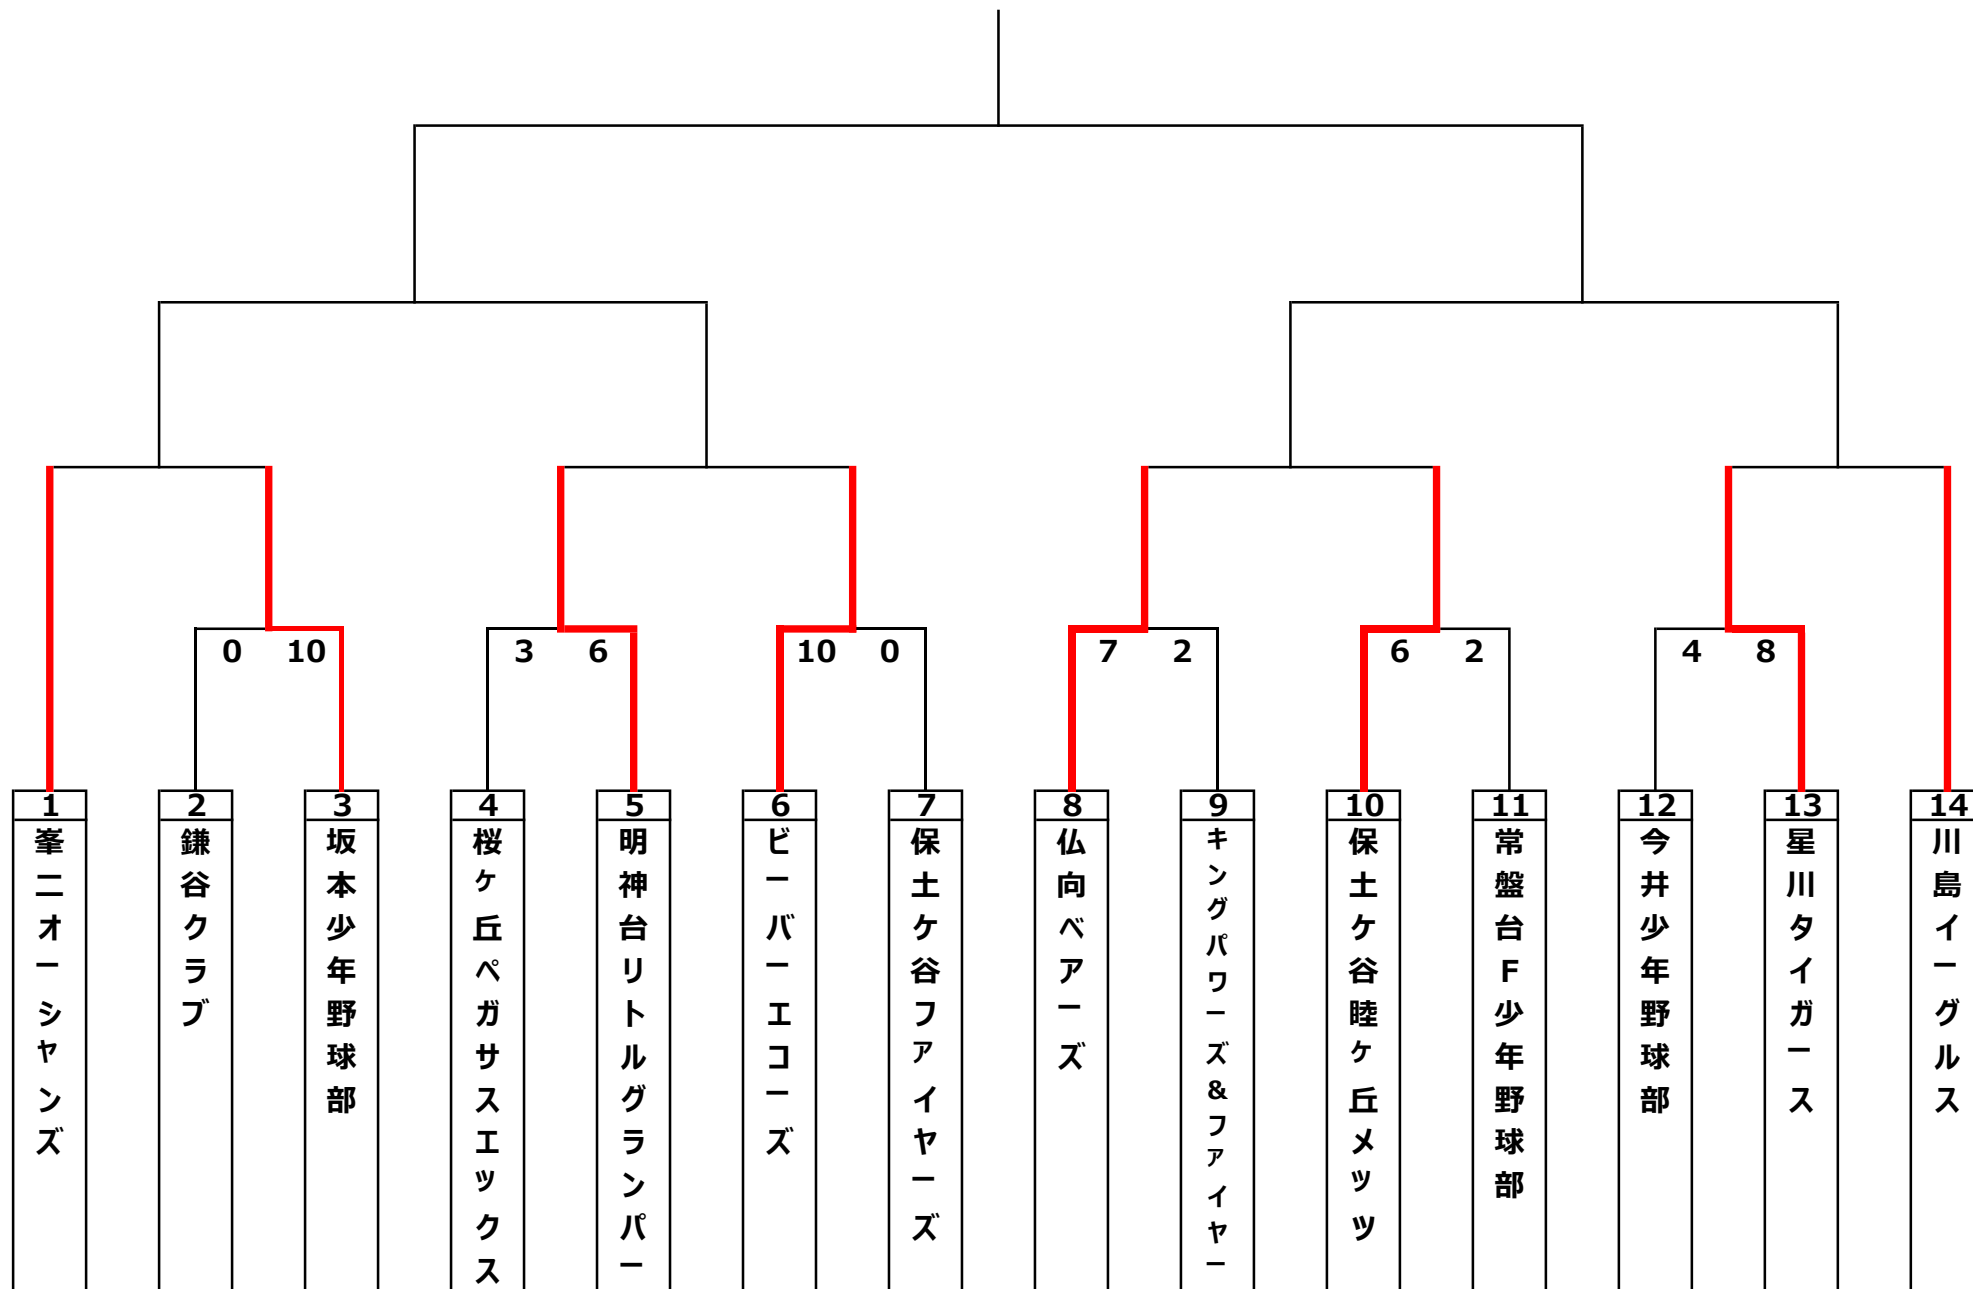 0 10 3 6 10 0 7 2 6 2 4 8
1 2 3 4 5 6 7 8 9 10 11 12 13 14
峯二オーシャンズ
鎌谷クラブ
坂本少年野球部
桜ケ丘ペガサスエックス
明神台リトルグランパー
ビーバーエコーズ
保土ケ谷ファイヤーズ
仏向ベアーズ
キングパワーズ&ファイヤー
保土ケ谷睦ケ丘メッツ
常盤台F少年野球部
今井少年野球部
星川タイガース
川島イーグルス